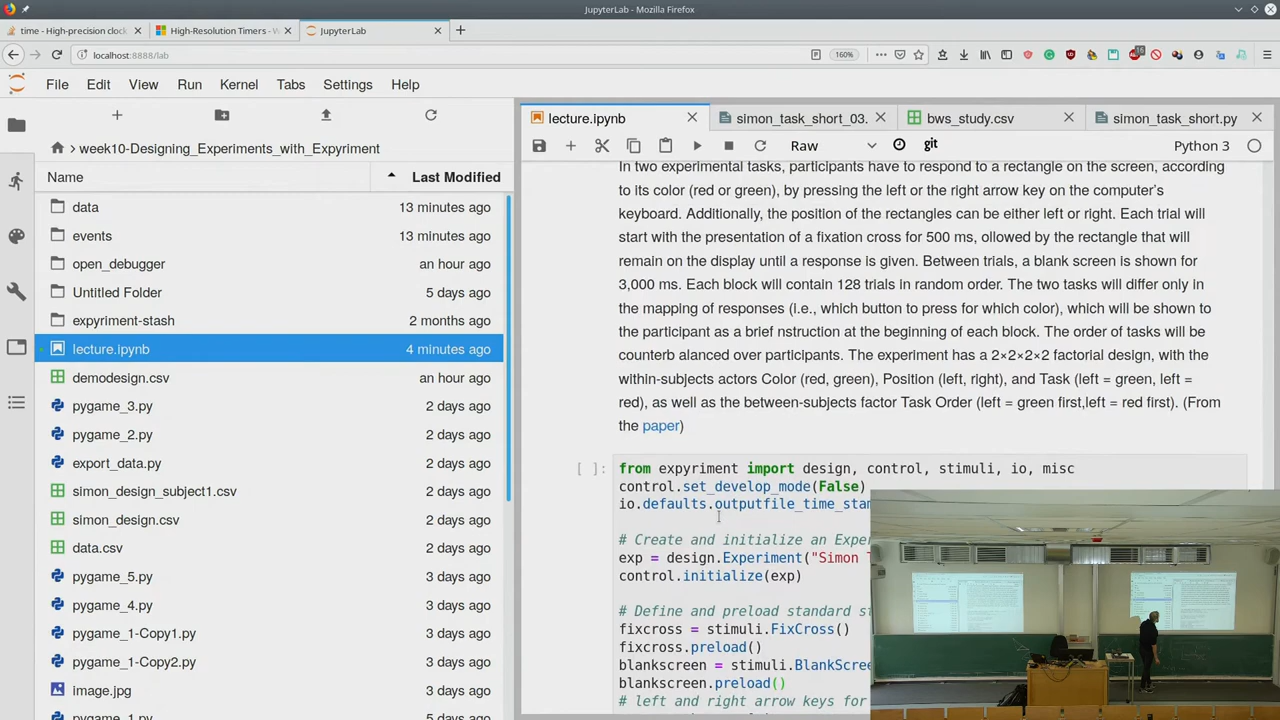 JupyterLab - Mozilla Firefox
time - High-precision clock
High-Resolution Timers - W
JupyterLab
localhost:8888/lab
160%
16
File Edit View Run Kernel Tabs Settings Help
week10-Designing_Experiments_with_Expyriment
Name Last Modified
data 13 minutes ago
events 13 minutes ago
open_debugger an hour ago
Untitled Folder 5 days ago
expyriment-stash 2 months ago
lecture.ipynb 4 minutes ago
demodesign.csv an hour ago
pygame_3.py 2 days ago
pygame_2.py 2 days ago
export_data.py 2 days ago
simon_design_subject1.csv 2 days ago
simon_design.csv 2 days ago
data.csv 2 days ago
pygame_5.py 3 days ago
pygame_4.py 3 days ago
pygame_1-Copy1.py 3 days ago
pygame_1-Copy2.py 3 days ago
image.jpg 3 days ago
pygame_1.py 5 days ago
lecture.ipynb simon_task_short_03. bws_study.csv simon_task_short.py
Raw git Python 3
In two experimental tasks, participants have to respond to a rectangle on the screen, according
to its color (red or green), by pressing the left or the right arrow key on the computer's
keyboard. Additionally, the position of the rectangles can be either left or right. Each trial will
start with the presentation of a fixation cross for 500 ms, ollowed by the rectangle that will
remain on the display until a response is given. Between trials, a blank screen is shown for
3,000 ms. Each block will contain 128 trials in random order. The two tasks will differ only in
the mapping of responses (i.e., which button to press for which color), which will be shown to
the participant as a brief nstruction at the beginning of each block. The order of tasks will be
counterb alanced over participants. The experiment has a 2×2×2×2 factorial design, with the
within-subjects actors Color (red, green), Position (left, right), and Task (left = green, left =
red), as well as the between-subjects factor Task Order (left = green first,left = red first). (From
the paper)
[ ]: from expyriment import design, control, stimuli, io, misc
control.set_develop_mode(False)
io.defaults.outputfile_time_stam
# Create and initialize an Exper
exp = design.Experiment("Simon T
control.initialize(exp)
# Define and preload standard st
fixcross = stimuli.FixCross()
fixcross.preload()
blankscreen = stimuli.BlankScree
blankscreen.preload()
# left and right arrow keys for